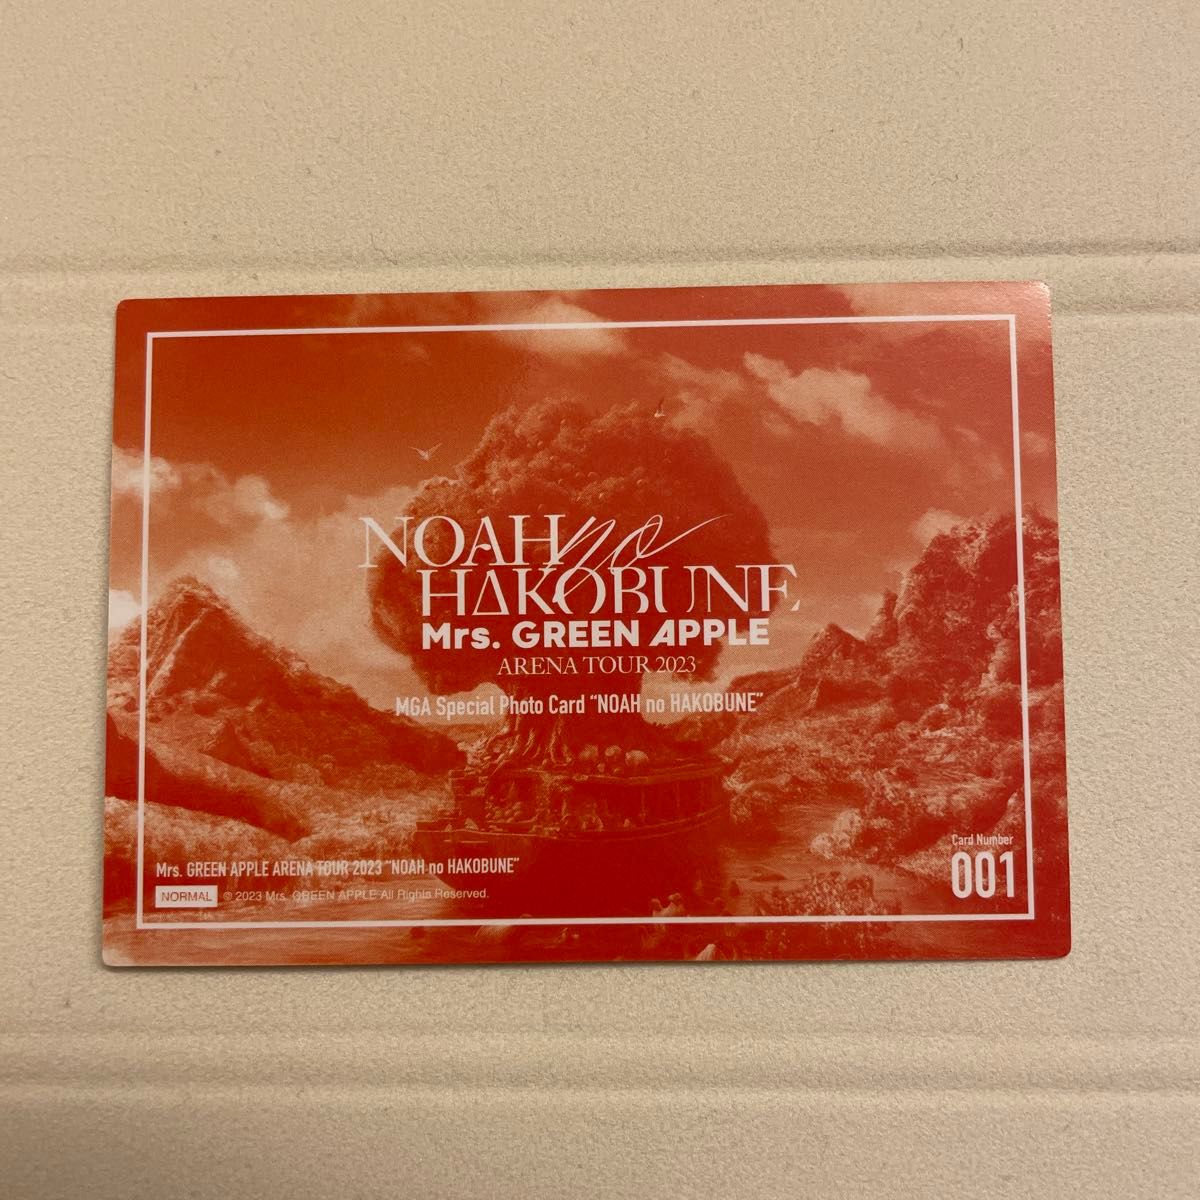 NOAH no
HAKOBUNE
Mrs. GREEN APPLE
ARENA TOUR 2023
MGA Special Photo Card “NOAH no HAKOBUNE”
Card Number
001
Mrs. GREEN APPLE ARENA TOUR 2023 “NOAH no HAKOBUNE”
NORMAL © 2023 Mrs. GREEN APPLE All Rights Reserved.